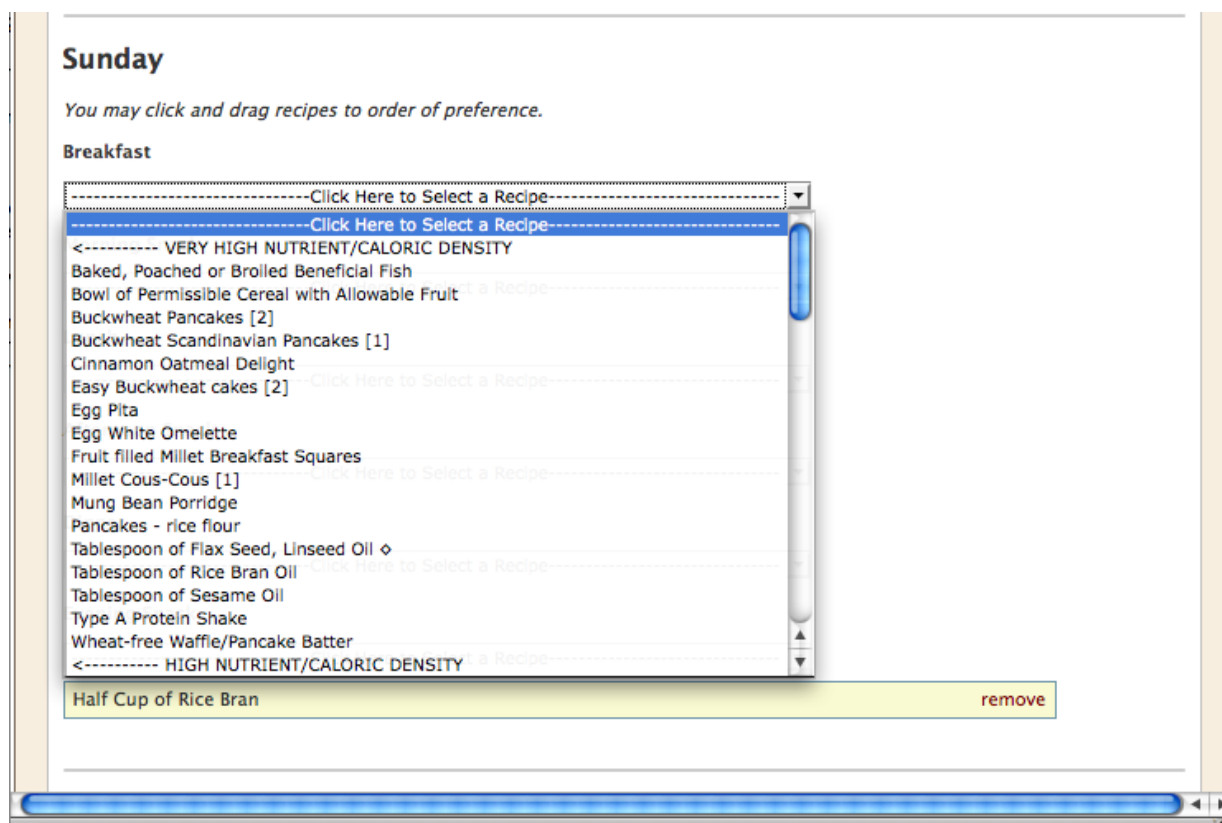 Sunday
You may click and drag recipes to order of preference.
Breakfast
--------------------------------Click Here to Select a Recipe-------------------------------
--------------------------------Click Here to Select a Recipe-------------------------------
<---------- VERY HIGH NUTRIENT/CALORIC DENSITY
Baked, Poached or Broiled Beneficial Fish
Bowl of Permissible Cereal with Allowable Fruit
Buckwheat Pancakes [2]
Buckwheat Scandinavian Pancakes [1]
Cinnamon Oatmeal Delight
Easy Buckwheat cakes [2]
Egg Pita
Egg White Omelette
Fruit filled Millet Breakfast Squares
Millet Cous-Cous [1]
Mung Bean Porridge
Pancakes - rice flour
Tablespoon of Flax Seed, Linseed Oil ◇
Tablespoon of Rice Bran Oil
Tablespoon of Sesame Oil
Type A Protein Shake
Wheat-free Waffle/Pancake Batter
<---------- HIGH NUTRIENT/CALORIC DENSITY
Half Cup of Rice Bran remove